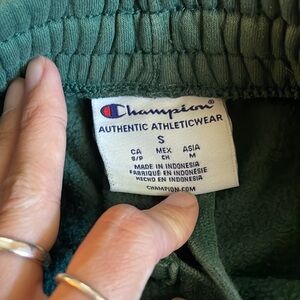 Champion®
AUTHENTIC ATHLETICWEAR
S
CA MEX ASIA
S/P CH M
MADE IN INDONESIA
FABRIQUÉ EN INDONÉSIE
HECHO EN INDONESIA
CHAMPION.COM